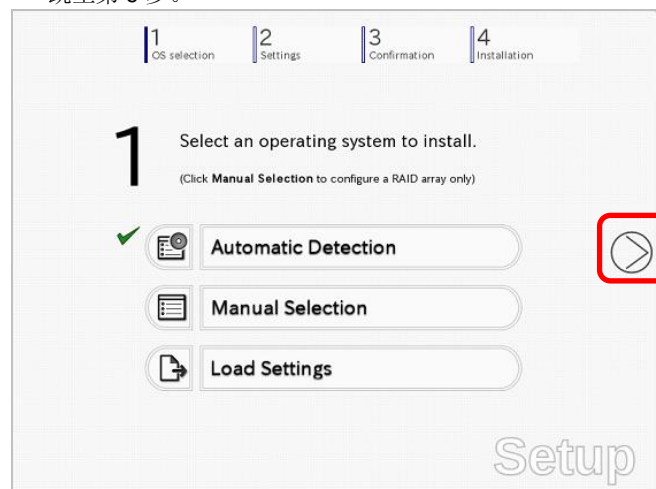 1
OS selection
2
Settings
3
Confirmation
4
Installation
1
Select an operating system to install.
(Click Manual Selection to configure a RAID array only)
Automatic Detection
Manual Selection
Load Settings
Setup